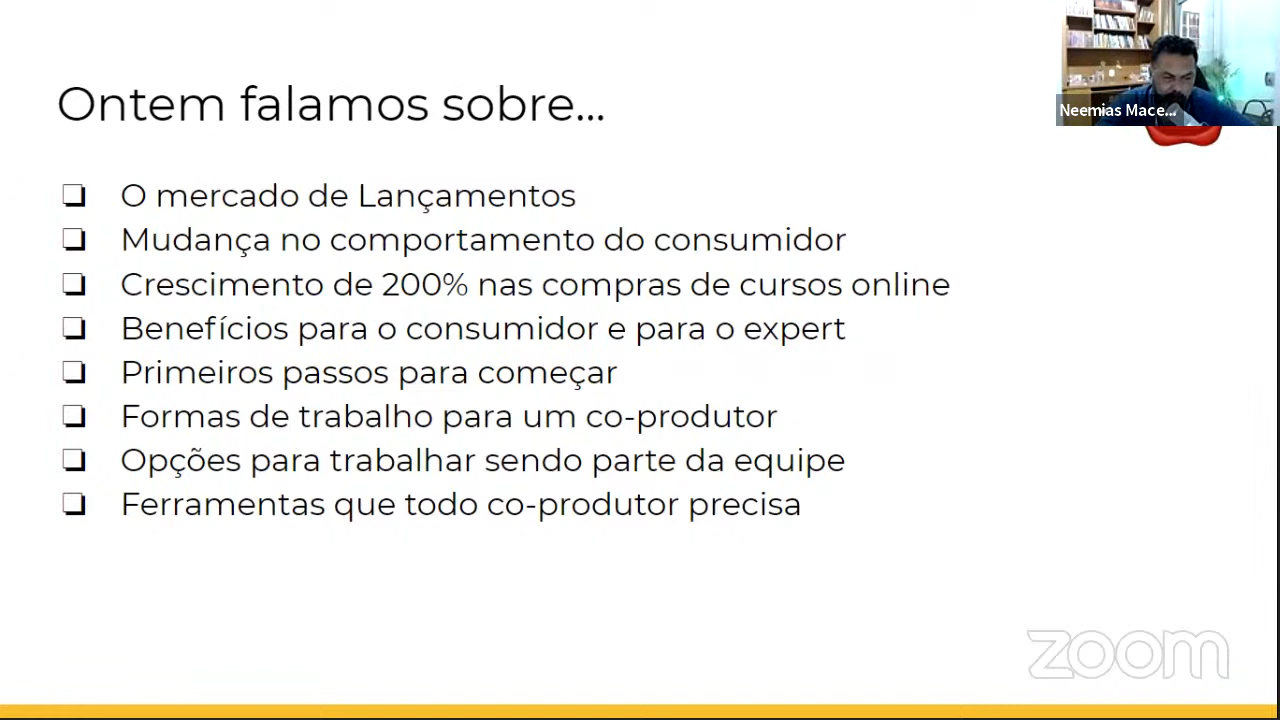 Ontem falamos sobre...
Neemias Mace...
❏ O mercado de Lançamentos
❏ Mudança no comportamento do consumidor
❏ Crescimento de 200% nas compras de cursos online
❏ Benefícios para o consumidor e para o expert
❏ Primeiros passos para começar
❏ Formas de trabalho para um co-produtor
❏ Opções para trabalhar sendo parte da equipe
❏ Ferramentas que todo co-produtor precisa
zoom